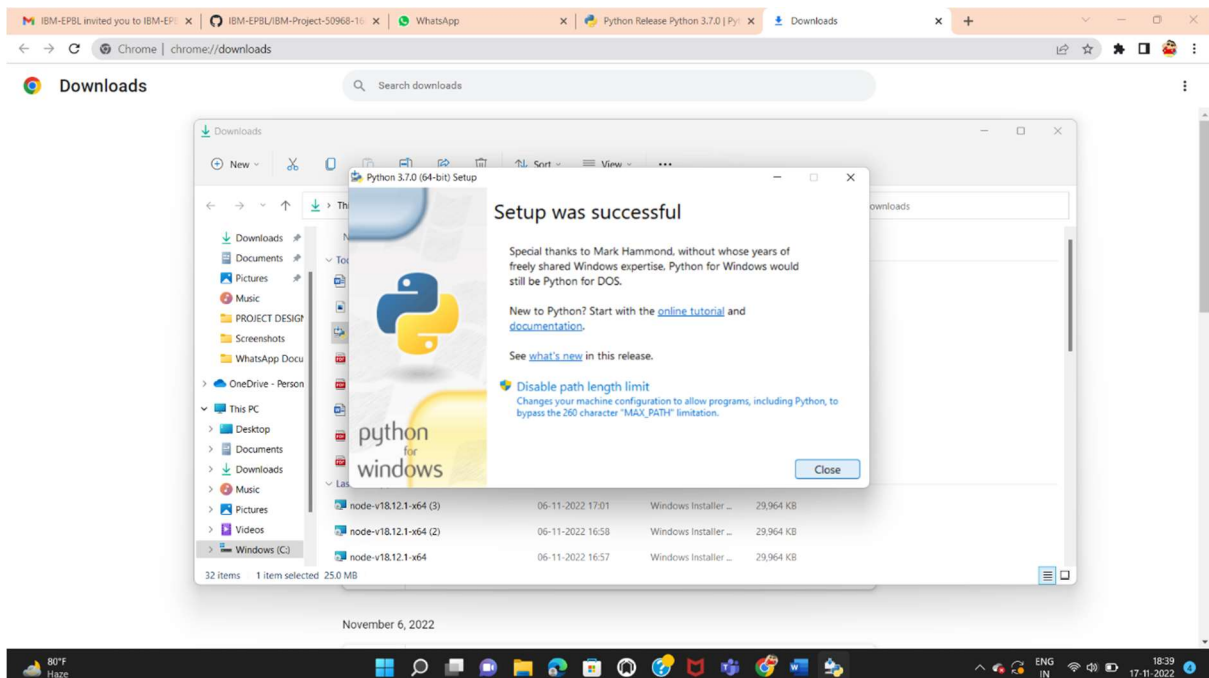 IBM-EPBL invited you to IBM-EP
IBM-EPBL/IBM-Project-50968-16
WhatsApp
Python Release Python 3.7.0 | Pyt
Downloads
Chrome | chrome://downloads
Downloads
Search downloads
Downloads
New
Sort
View
Python 3.7.0 (64-bit) Setup
Th
ownloads
Setup was successful
Special thanks to Mark Hammond, without whose years of
freely shared Windows expertise, Python for Windows would
still be Python for DOS.
New to Python? Start with the online tutorial and
documentation.
See what's new in this release.
Disable path length limit
Changes your machine configuration to allow programs, including Python, to
bypass the 260 character "MAX_PATH" limitation.
python
for
windows
Close
Downloads
Documents
Pictures
Music
PROJECT DESIGN
Screenshots
WhatsApp Docu
OneDrive - Person
This PC
Desktop
Documents
Downloads
Music
Pictures
Videos
Windows (C:)
N
Too
Las
node-v18.12.1-x64 (3) 06-11-2022 17:01 Windows Installer ... 29,964 KB
node-v18.12.1-x64 (2) 06-11-2022 16:58 Windows Installer ... 29,964 KB
node-v18.12.1-x64 06-11-2022 16:57 Windows Installer ... 29,964 KB
32 items 1 item selected 25.0 MB
November 6, 2022
80°F
Haze
ENG
IN
18:39
17-11-2022
4